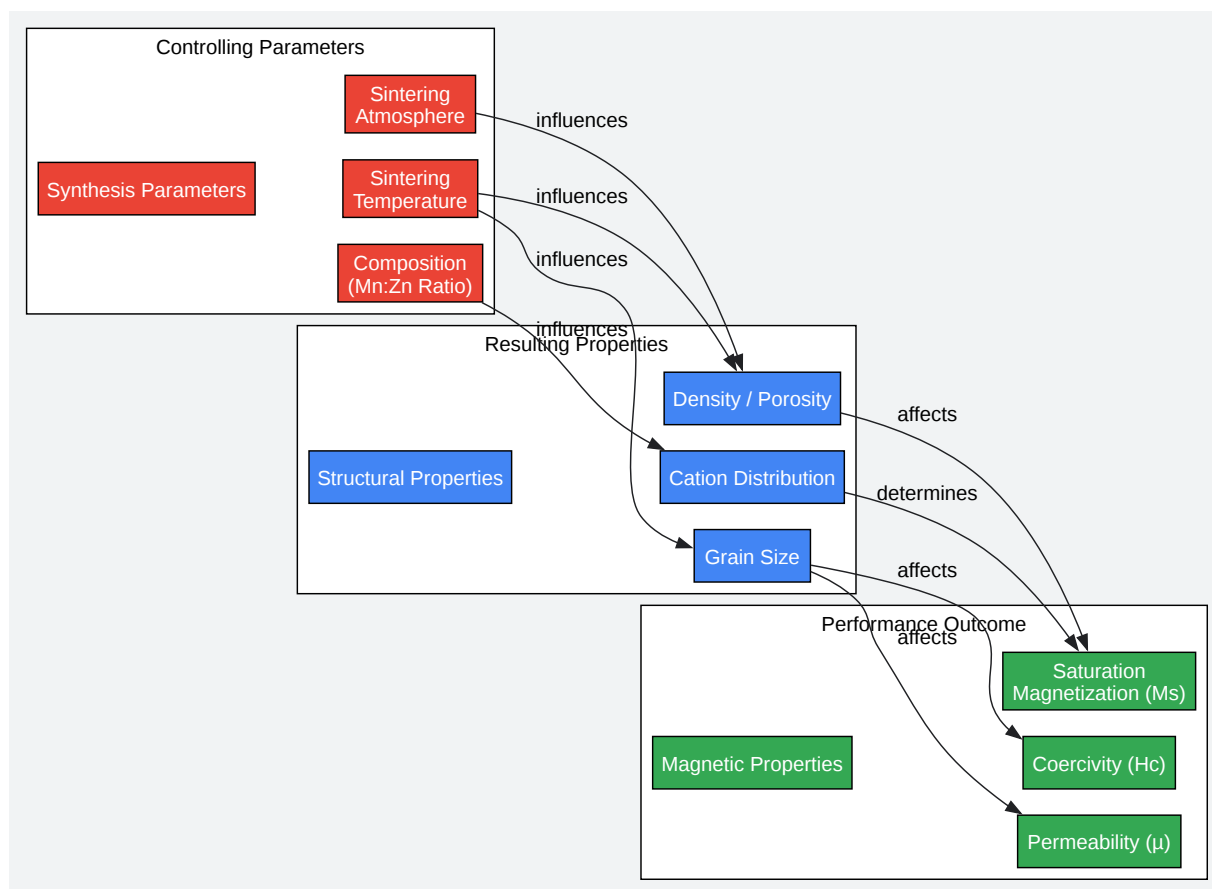 Controlling Parameters
Sintering
Atmosphere
influences
Synthesis Parameters
Sintering
Temperature
influences
influences
Composition
(Mn:Zn Ratio)
influences
Resulting Properties
Density / Porosity
affects
Structural Properties
Cation Distribution
determines
Grain Size
affects
Performance Outcome
affects
Saturation
Magnetization (Ms)
Magnetic Properties
Coercivity (Hc)
Permeability (µ)